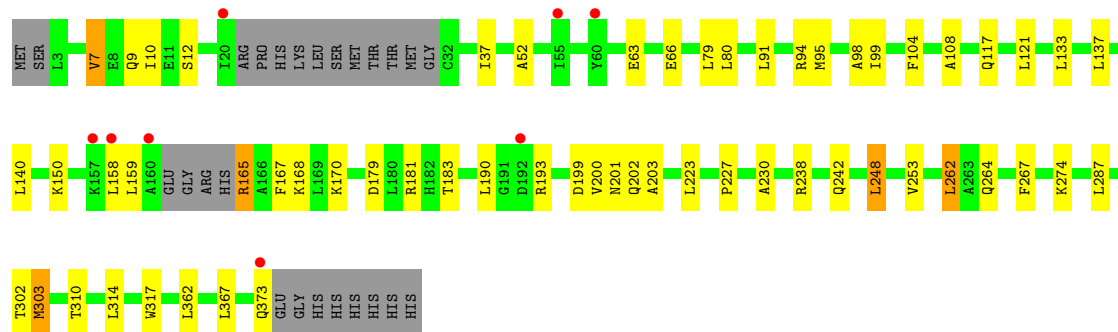 MET SER L3 V7 E8 Q9 I10 E11 S12 I20 ARG PRO HIS LYS LEU SER MET THR THR MET GLY C32 I37 A52 I55 Y60 E63 E66 L79 L80 L91 R94 M95 A98 I99 F104 A108 Q117 L121 L133 L137
L140 K150 K157 L158 L159 A160 GLU GLY ARG HIS R165 A166 F167 K168 L169 K170 D179 L180 R181 H182 T183 L190 G191 D192 R193 D199 V200 N201 Q202 A203 L223 P227 A230 R238 Q242 L248 V253 L262 A263 Q264 F267 K274 L287
T302 M303 T310 L314 W317 L362 L367 Q373 GLU GLY HIS HIS HIS HIS HIS HIS